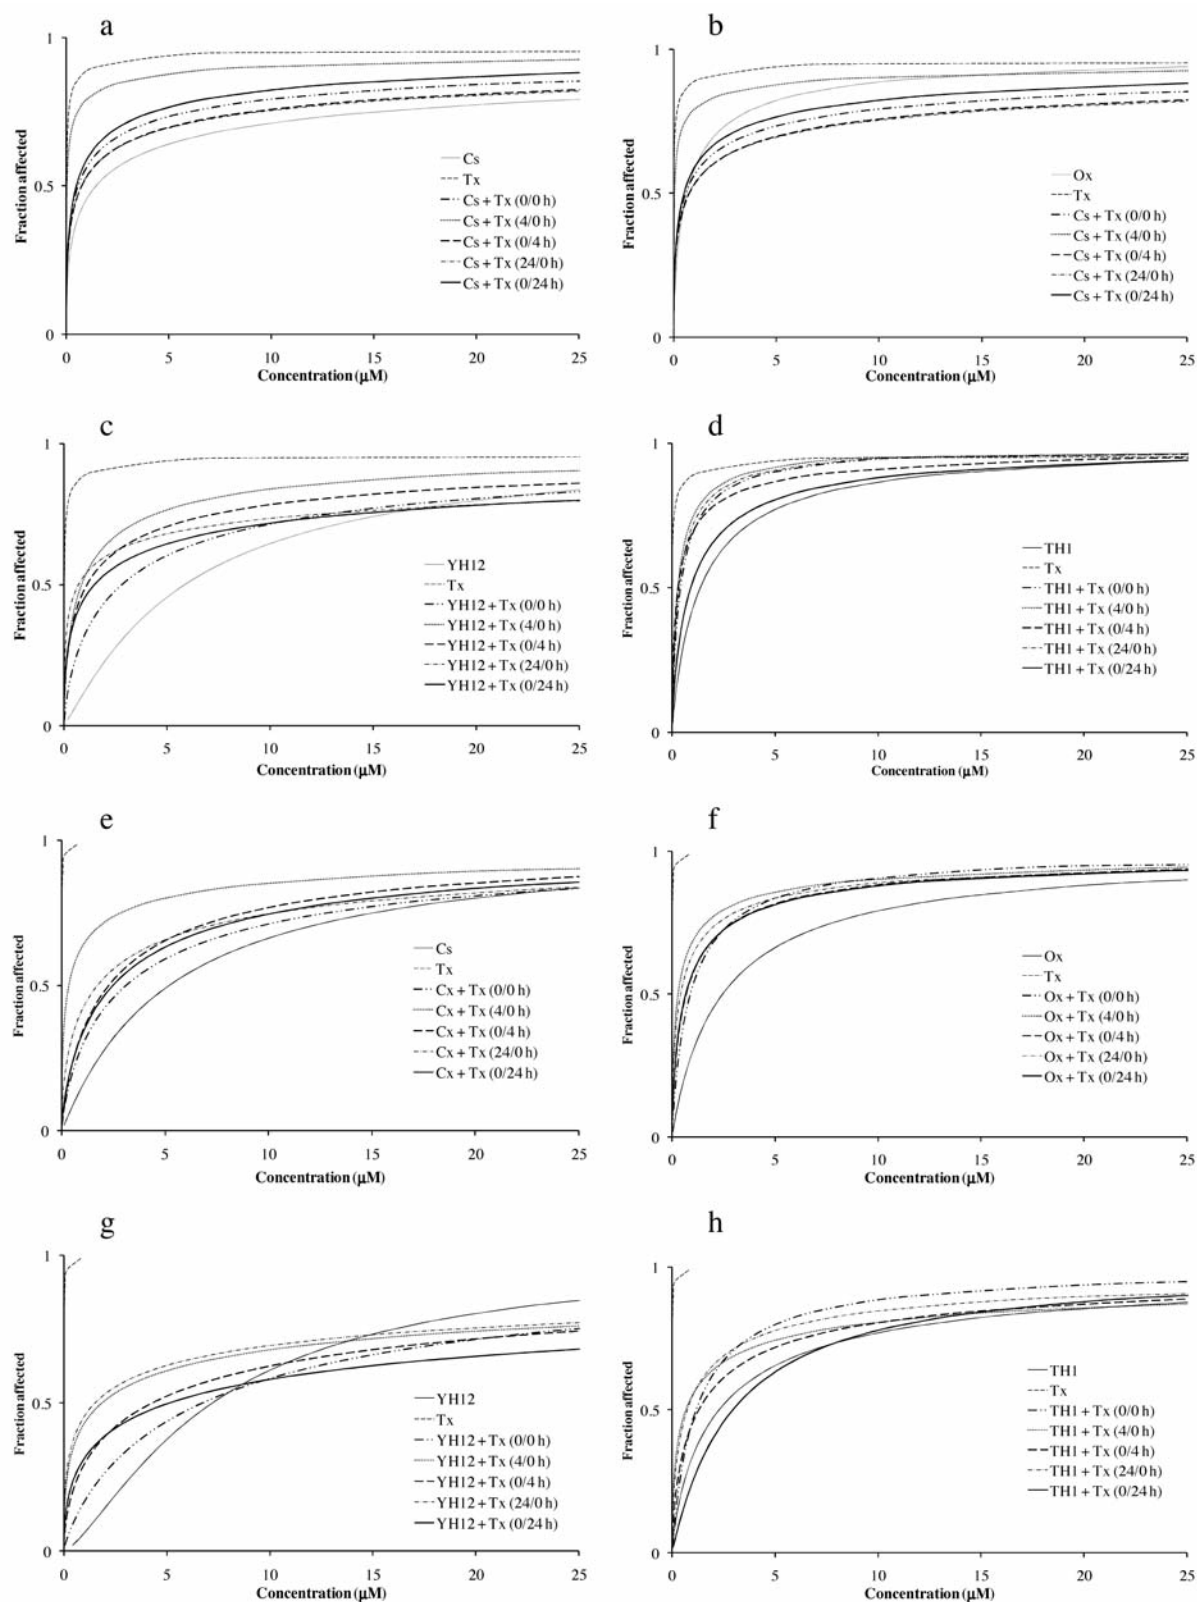 a
1
0.5
0
Fraction affected
Cs
Tx
Cs + Tx (0/0 h)
Cs + Tx (4/0 h)
Cs + Tx (0/4 h)
Cs + Tx (24/0 h)
Cs + Tx (0/24 h)
0 5 10 15 20 25
Concentration (µM)
b
1
0.5
0
Fraction affected
Ox
Tx
Cs + Tx (0/0 h)
Cs + Tx (4/0 h)
Cs + Tx (0/4 h)
Cs + Tx (24/0 h)
Cs + Tx (0/24 h)
0 5 10 15 20 25
Concentration (µM)
c
1
0.5
0
Fraction affected
YH12
Tx
YH12 + Tx (0/0 h)
YH12 + Tx (4/0 h)
YH12 + Tx (0/4 h)
YH12 + Tx (24/0 h)
YH12 + Tx (0/24 h)
0 5 10 15 20 25
Concentration (µM)
d
1
0.5
0
Fraction affected
TH1
Tx
TH1 + Tx (0/0 h)
TH1 + Tx (4/0 h)
TH1 + Tx (0/4 h)
TH1 + Tx (24/0 h)
TH1 + Tx (0/24 h)
0 5 10 15 20 25
Concentration (µM)
e
1
0.5
0
Fraction affected
Cs
Tx
Cx + Tx (0/0 h)
Cx + Tx (4/0 h)
Cx + Tx (0/4 h)
Cx + Tx (24/0 h)
Cx + Tx (0/24 h)
0 5 10 15 20 25
Concentration (µM)
f
1
0.5
0
Fraction affected
Ox
Tx
Ox + Tx (0/0 h)
Ox + Tx (4/0 h)
Ox + Tx (0/4 h)
Ox + Tx (24/0 h)
Ox + Tx (0/24 h)
0 5 10 15 20 25
Concentration (µM)
g
1
0.5
0
Fraction affected
YH12
Tx
YH12 + Tx (0/0 h)
YH12 + Tx (4/0 h)
YH12 + Tx (0/4 h)
YH12 + Tx (24/0 h)
YH12 + Tx (0/24 h)
0 5 10 15 20 25
Concentration (µM)
h
1
0.5
0
Fraction affected
TH1
Tx
TH1 + Tx (0/0 h)
TH1 + Tx (4/0 h)
TH1 + Tx (0/4 h)
TH1 + Tx (24/0 h)
TH1 + Tx (0/24 h)
0 5 10 15 20 25
Concentration (µM)